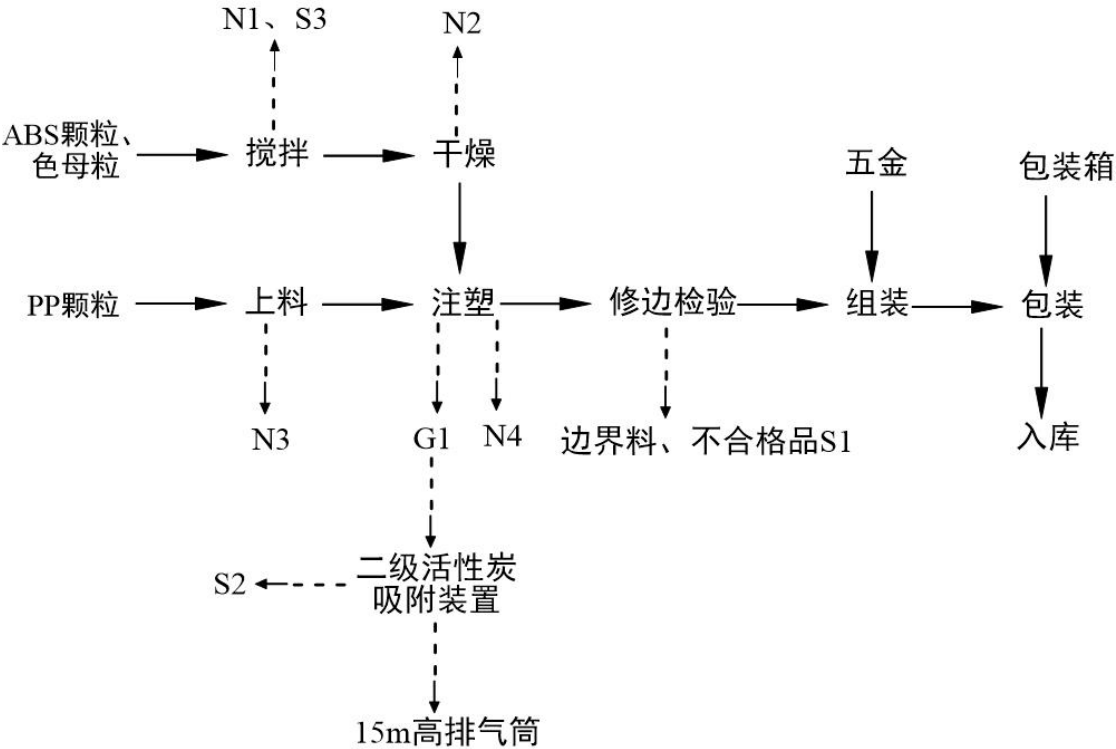 N1、S3
N2
ABS颗粒、
色母粒
搅拌
干燥
五金
包装箱
PP颗粒
上料
注塑
修边检验
组装
包装
N3
G1
N4
边界料、不合格品S1
入库
二级活性炭
吸附装置
S2
15m高排气筒